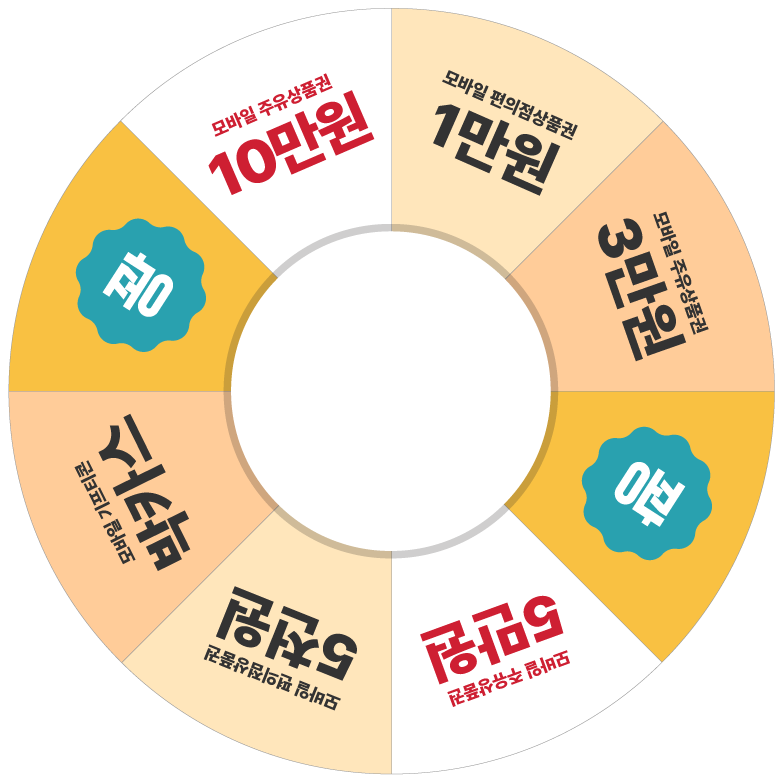 모바일 편의점상품권
1만원
모바일 주유상품권
3만원
꽝
모바일 주유상품권
5만원
모바일 편의점상품권
5천원
모바일 기프티콘
박카스
꽝
모바일 주유상품권
10만원